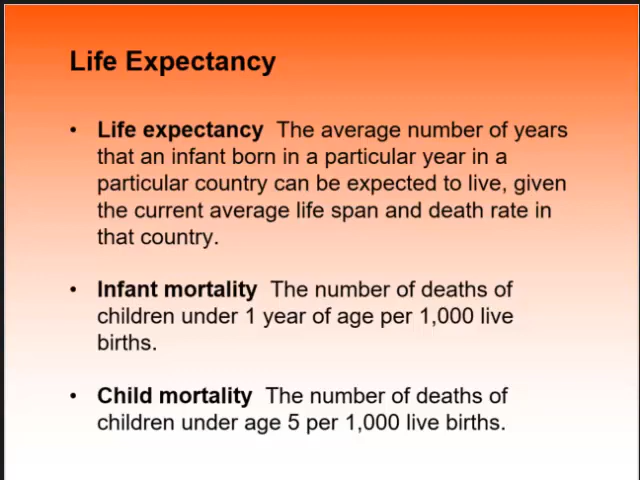 Life Expectancy
• Life expectancy The average number of years
that an infant born in a particular year in a
particular country can be expected to live, given
the current average life span and death rate in
that country.
• Infant mortality The number of deaths of
children under 1 year of age per 1,000 live
births.
• Child mortality The number of deaths of
children under age 5 per 1,000 live births.